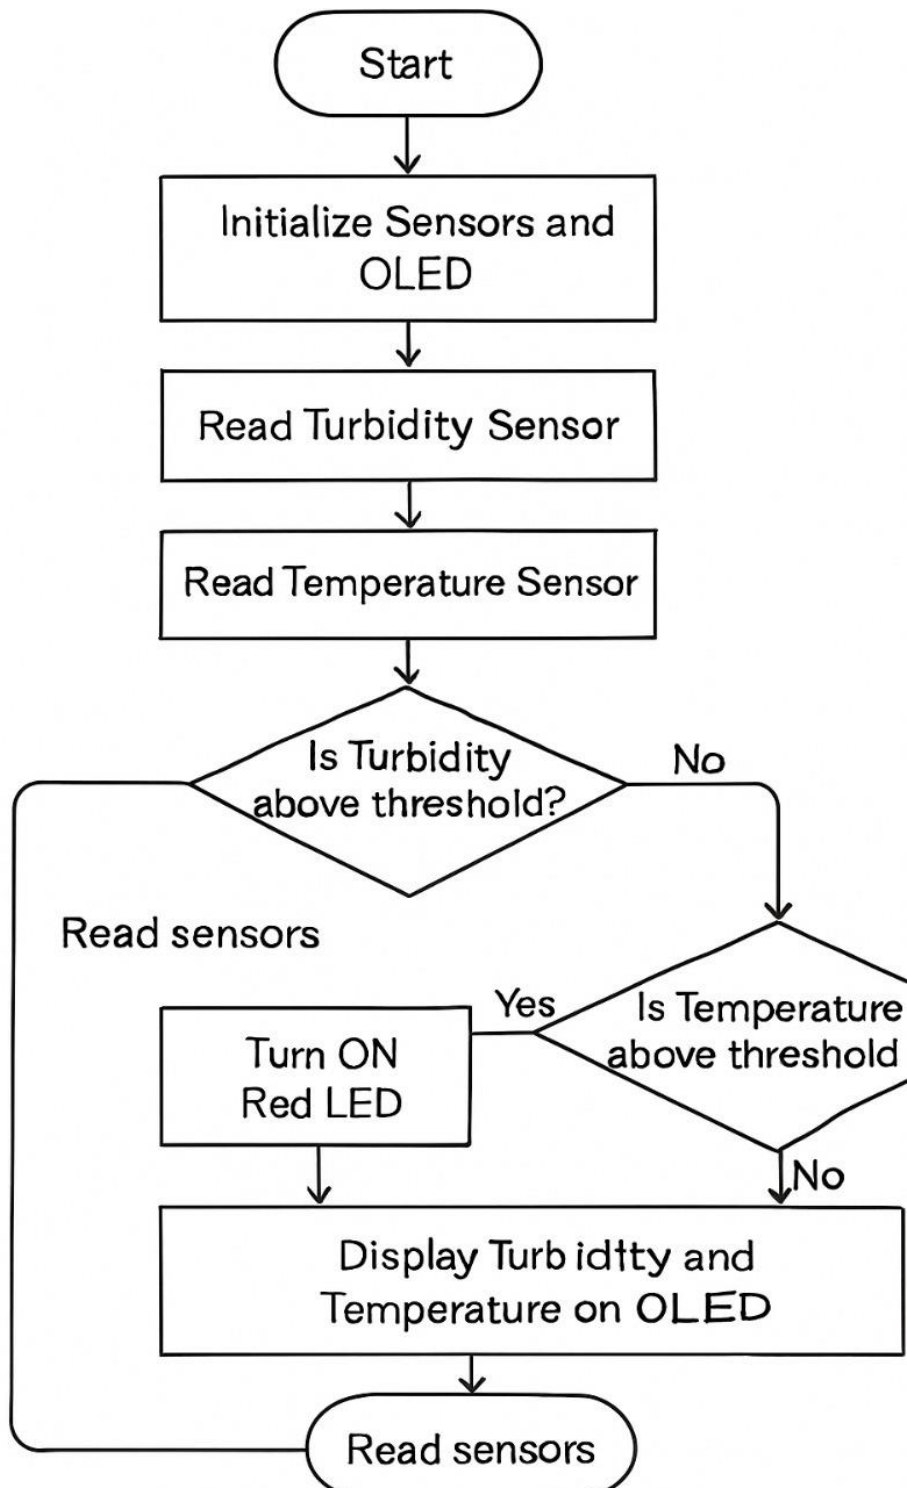 Start
Initialize Sensors and
OLED
Read Turbidity Sensor
Read Temperature Sensor
Is Turbidity
above threshold?
No
Read sensors
Yes
Is Temperature
above threshold
Turn ON
Red LED
No
Display Turb idtty and
Temperature on OLED
Read sensors